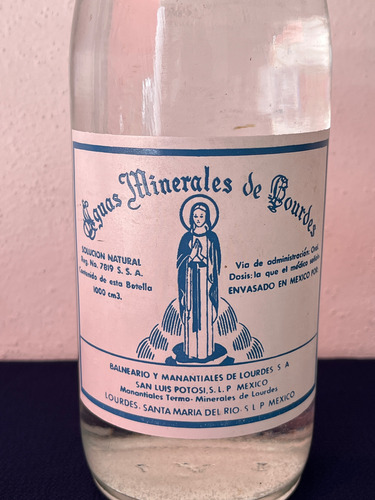 Aguas Minerales de Lourdes
SOLUCION NATURAL
Reg. No. 7819 S. S. A.
Contenido de esta Botella
1000 cm3.
Via de administración: Oral.
Dosis: la que el médico señale
ENVASADO EN MEXICO POR:
BALNEARIO Y MANANTIALES DE LOURDES S A
SAN LUIS POTOSI, S. L. P MEXICO
Manantiales Termo- Minerales de Lourdes
LOURDES. SANTA MARIA DEL RIO- S L P MEXICO